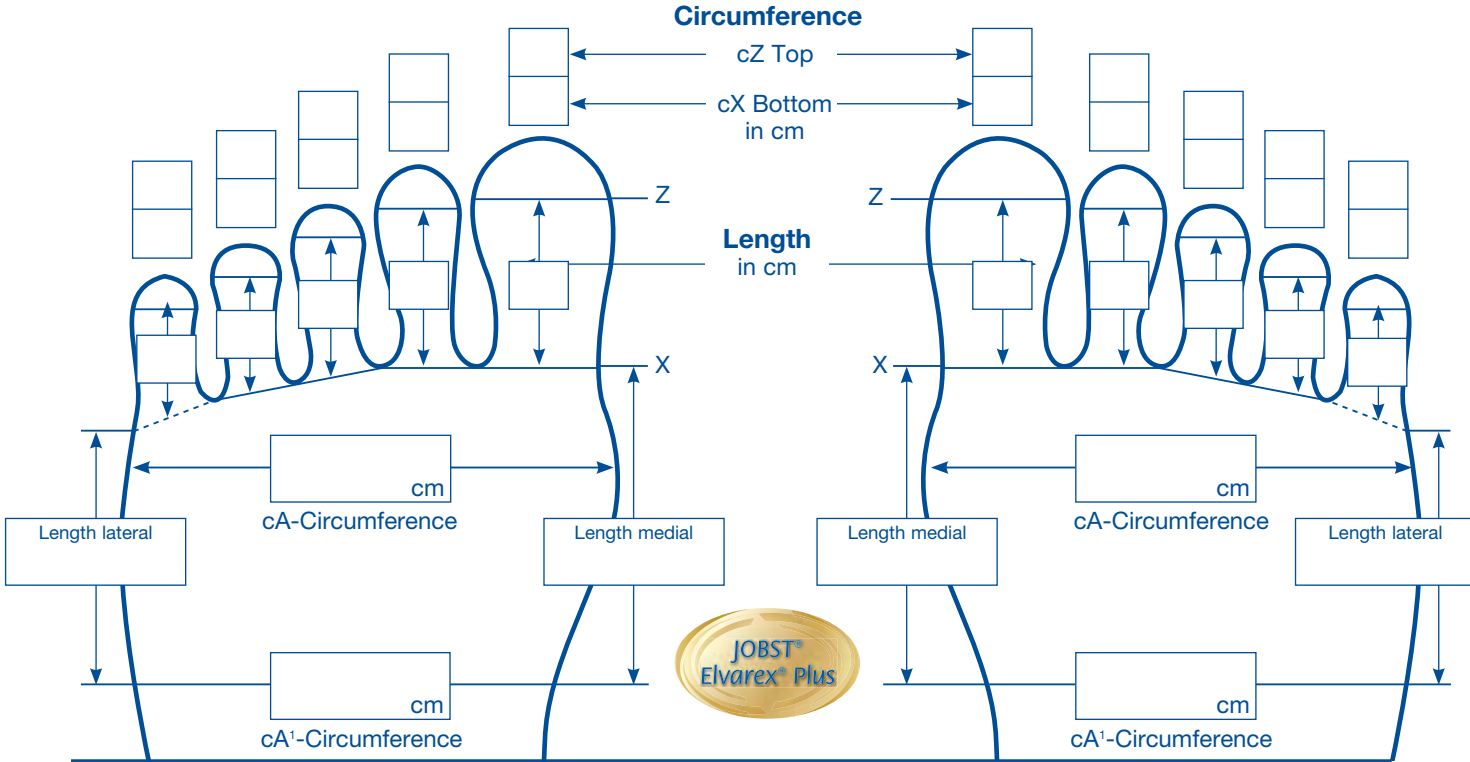 Circumference
cZ Top
cX Bottom
in cm
Z
Z
Length
in cm
X
X
cm
cm
cA-Circumference
cA-Circumference
Length lateral
Length medial
Length medial
Length lateral
JOBST®
Elvarex® Plus
cm
cm
cA¹-Circumference
cA¹-Circumference